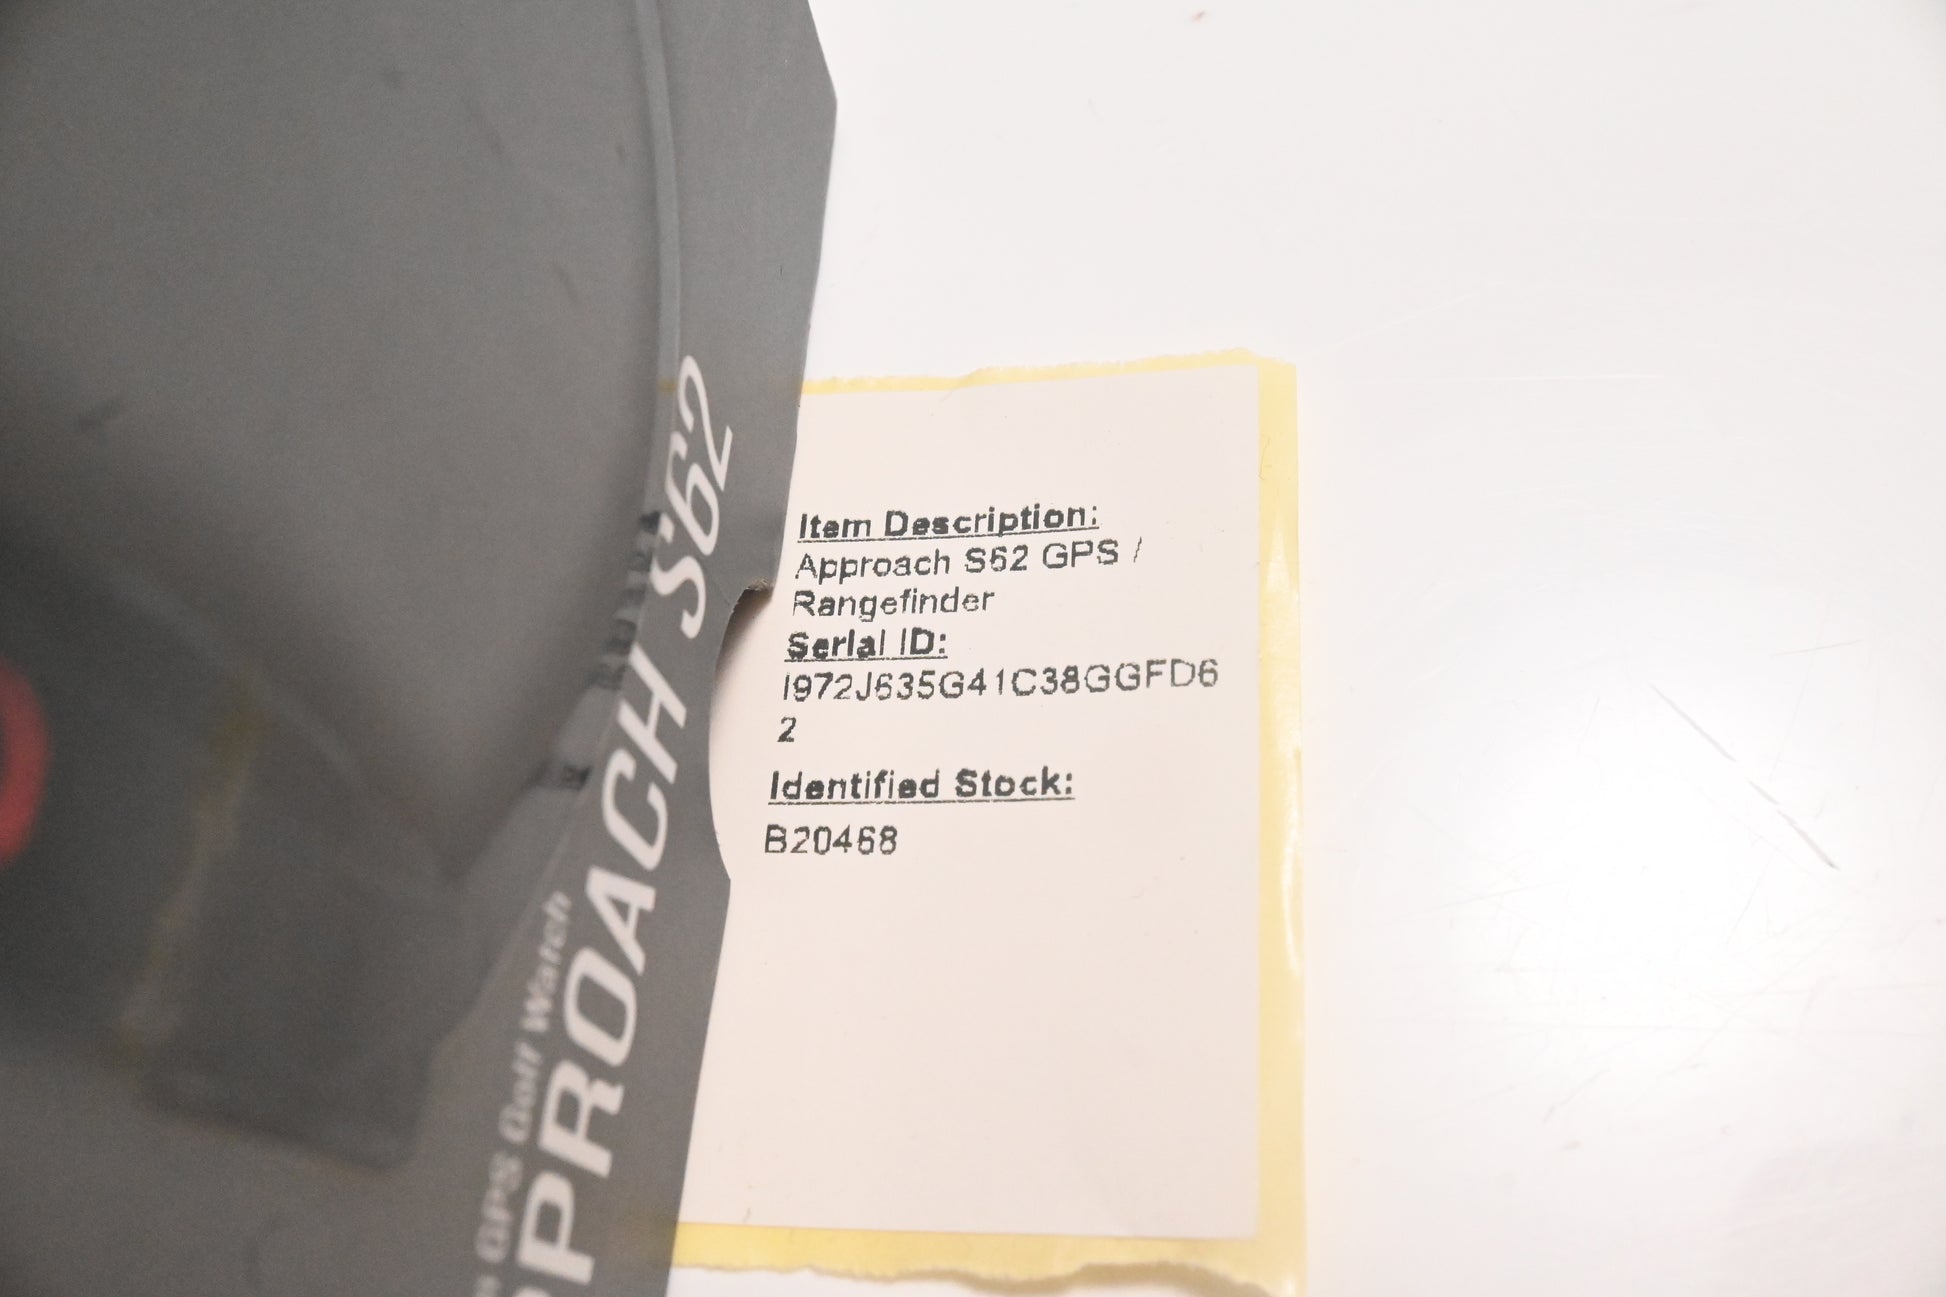 APPROACH S62
GPS Golf Watch
Item Description:
Approach S62 GPS /
Rangefinder
Serial ID:
I972J635G41C38GGFD6
2
Identified Stock:
B20468